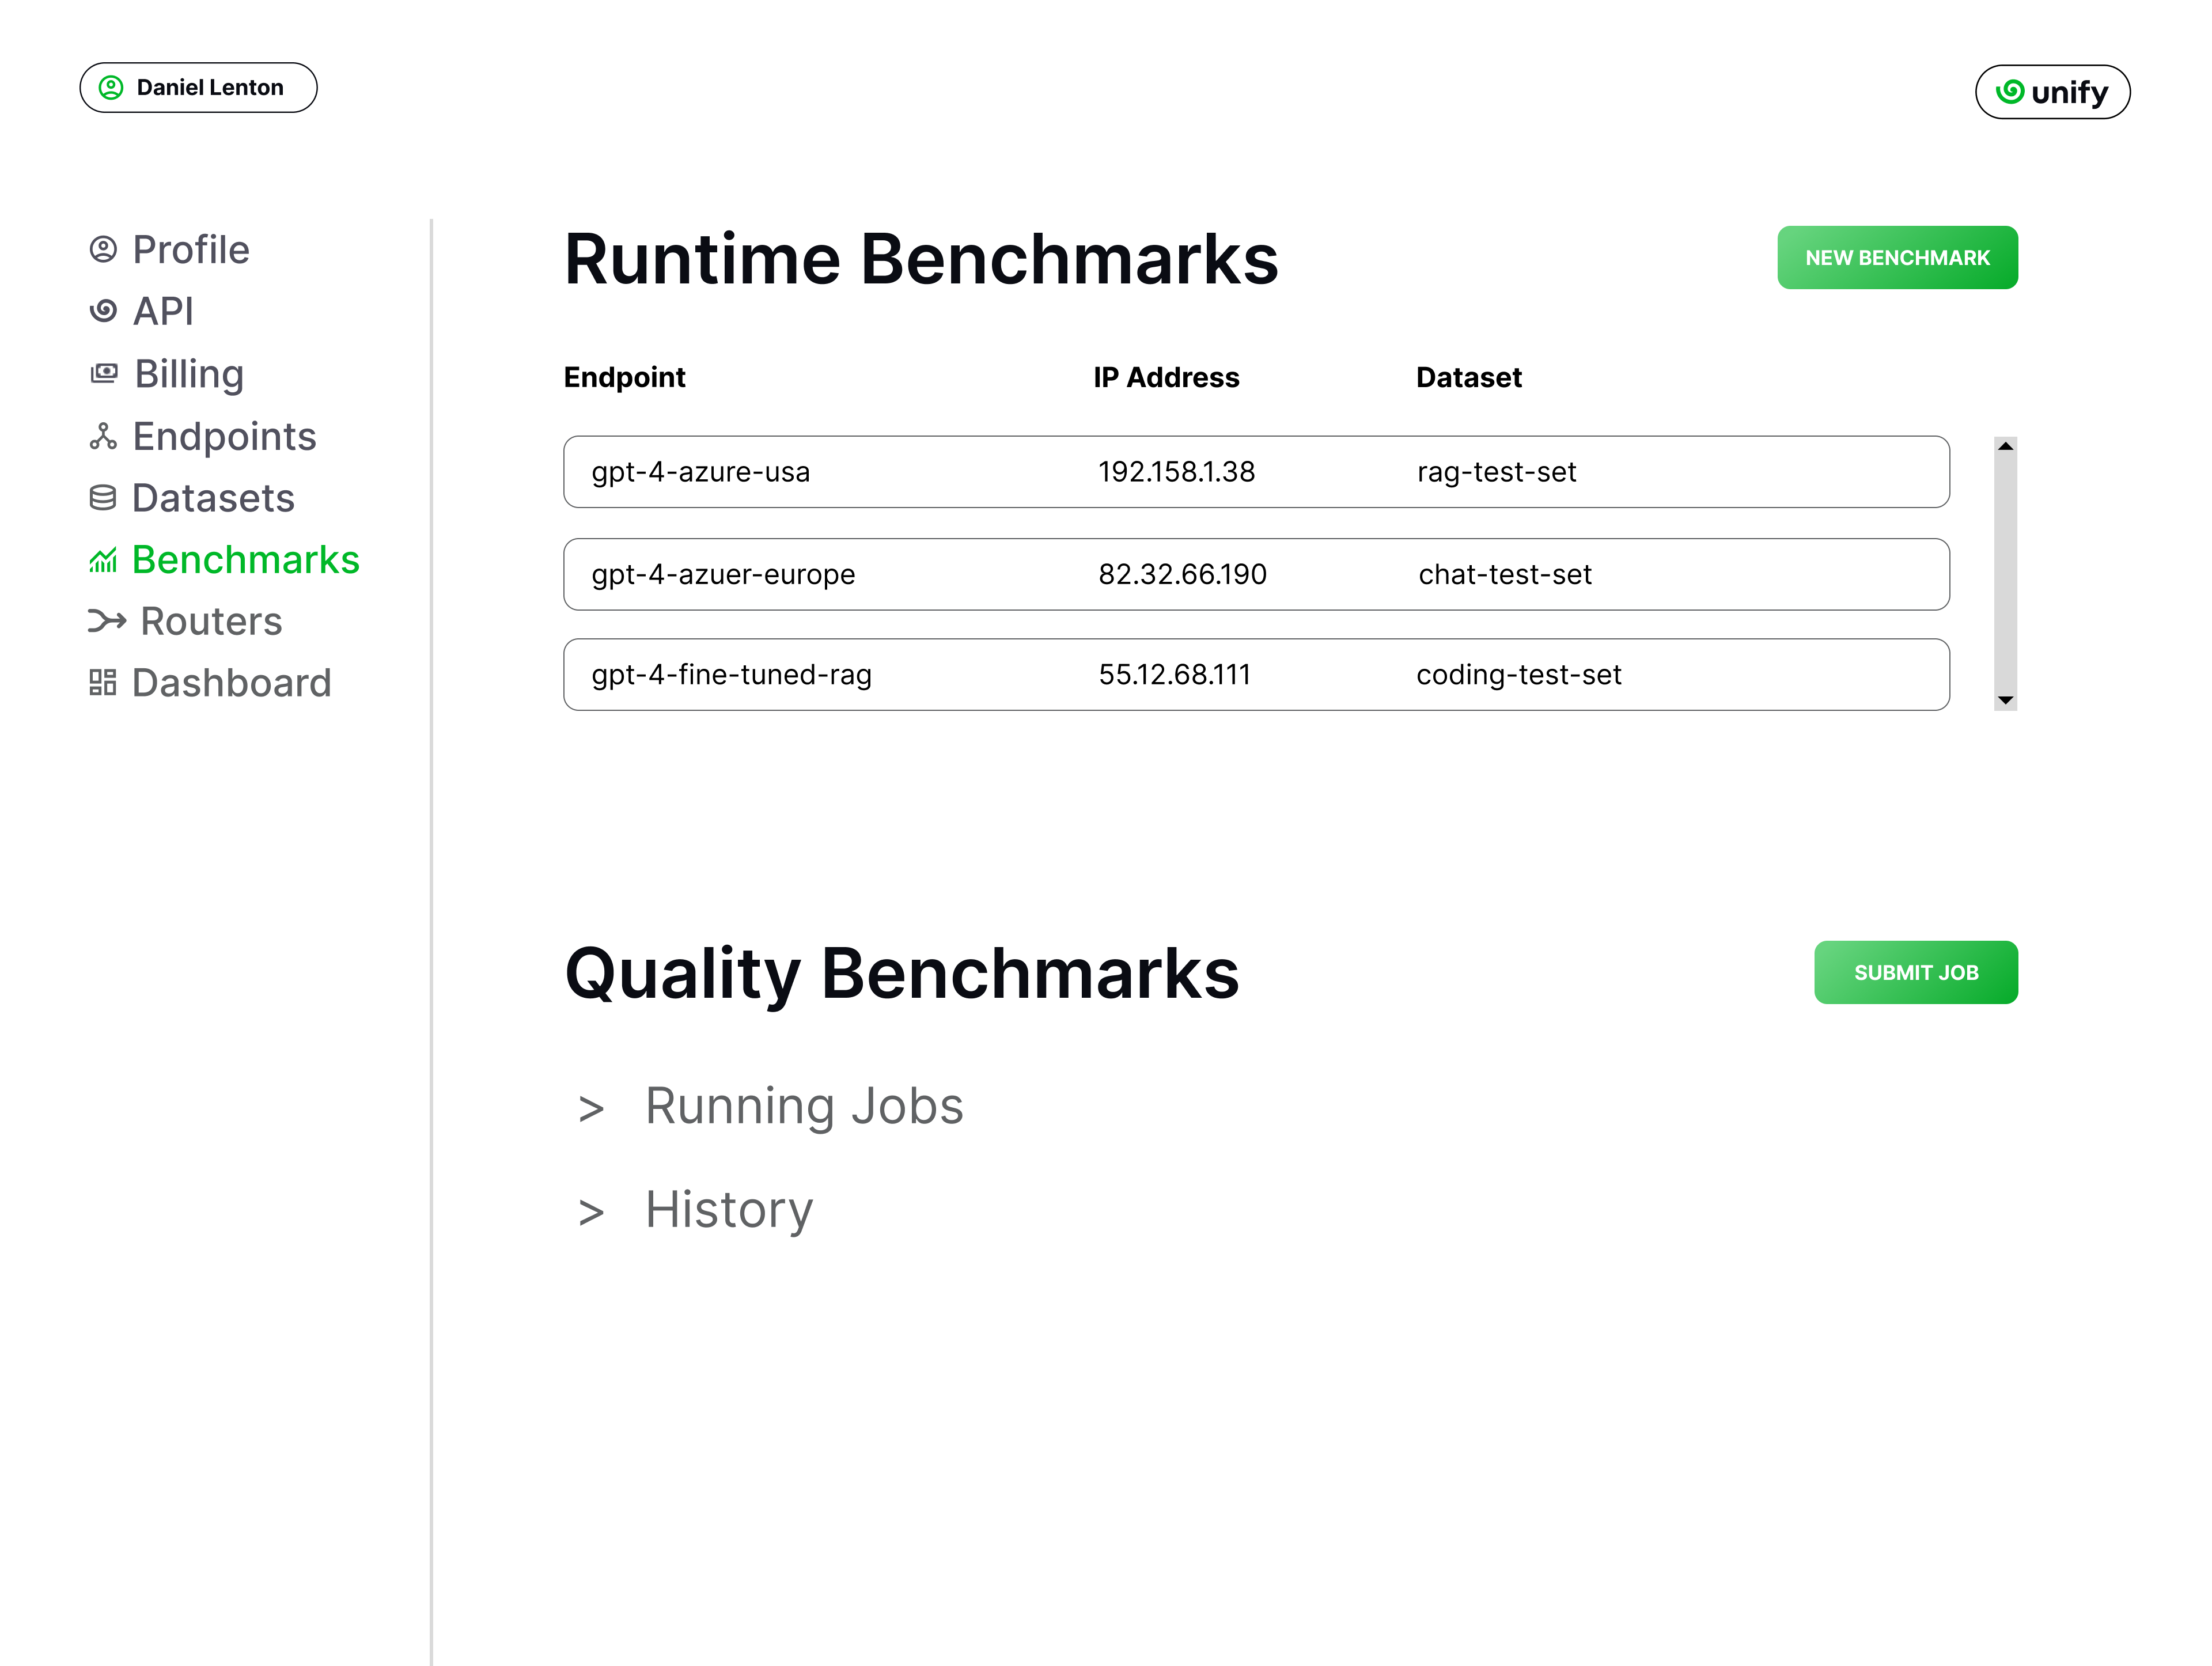 Daniel Lenton
unify
Profile
API
Billing
Endpoints
Datasets
Benchmarks
Routers
Dashboard
Runtime Benchmarks
NEW BENCHMARK
Endpoint IP Address Dataset
gpt-4-azure-usa 192.158.1.38 rag-test-set
gpt-4-azuer-europe 82.32.66.190 chat-test-set
gpt-4-fine-tuned-rag 55.12.68.111 coding-test-set
Quality Benchmarks
SUBMIT JOB
> Running Jobs
> History